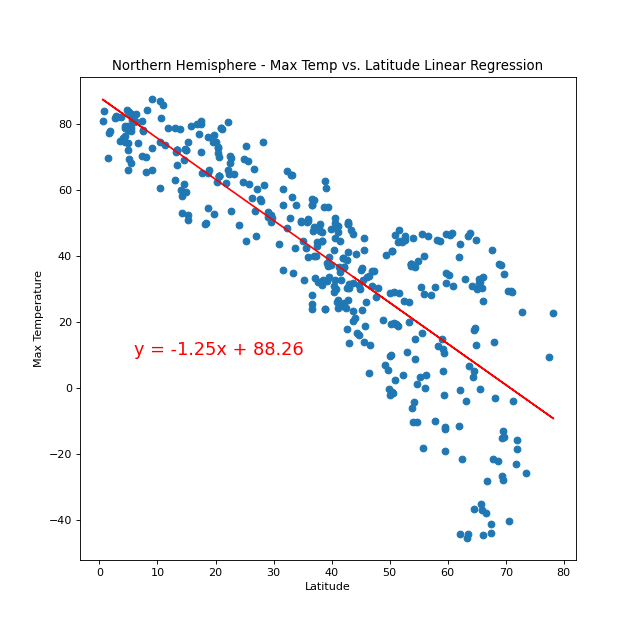 Northern Hemisphere - Max Temp vs. Latitude Linear Regression
Max Temperature
80
60
40
20
0
−20
−40
y = -1.25x + 88.26
0 10 20 30 40 50 60 70 80
Latitude